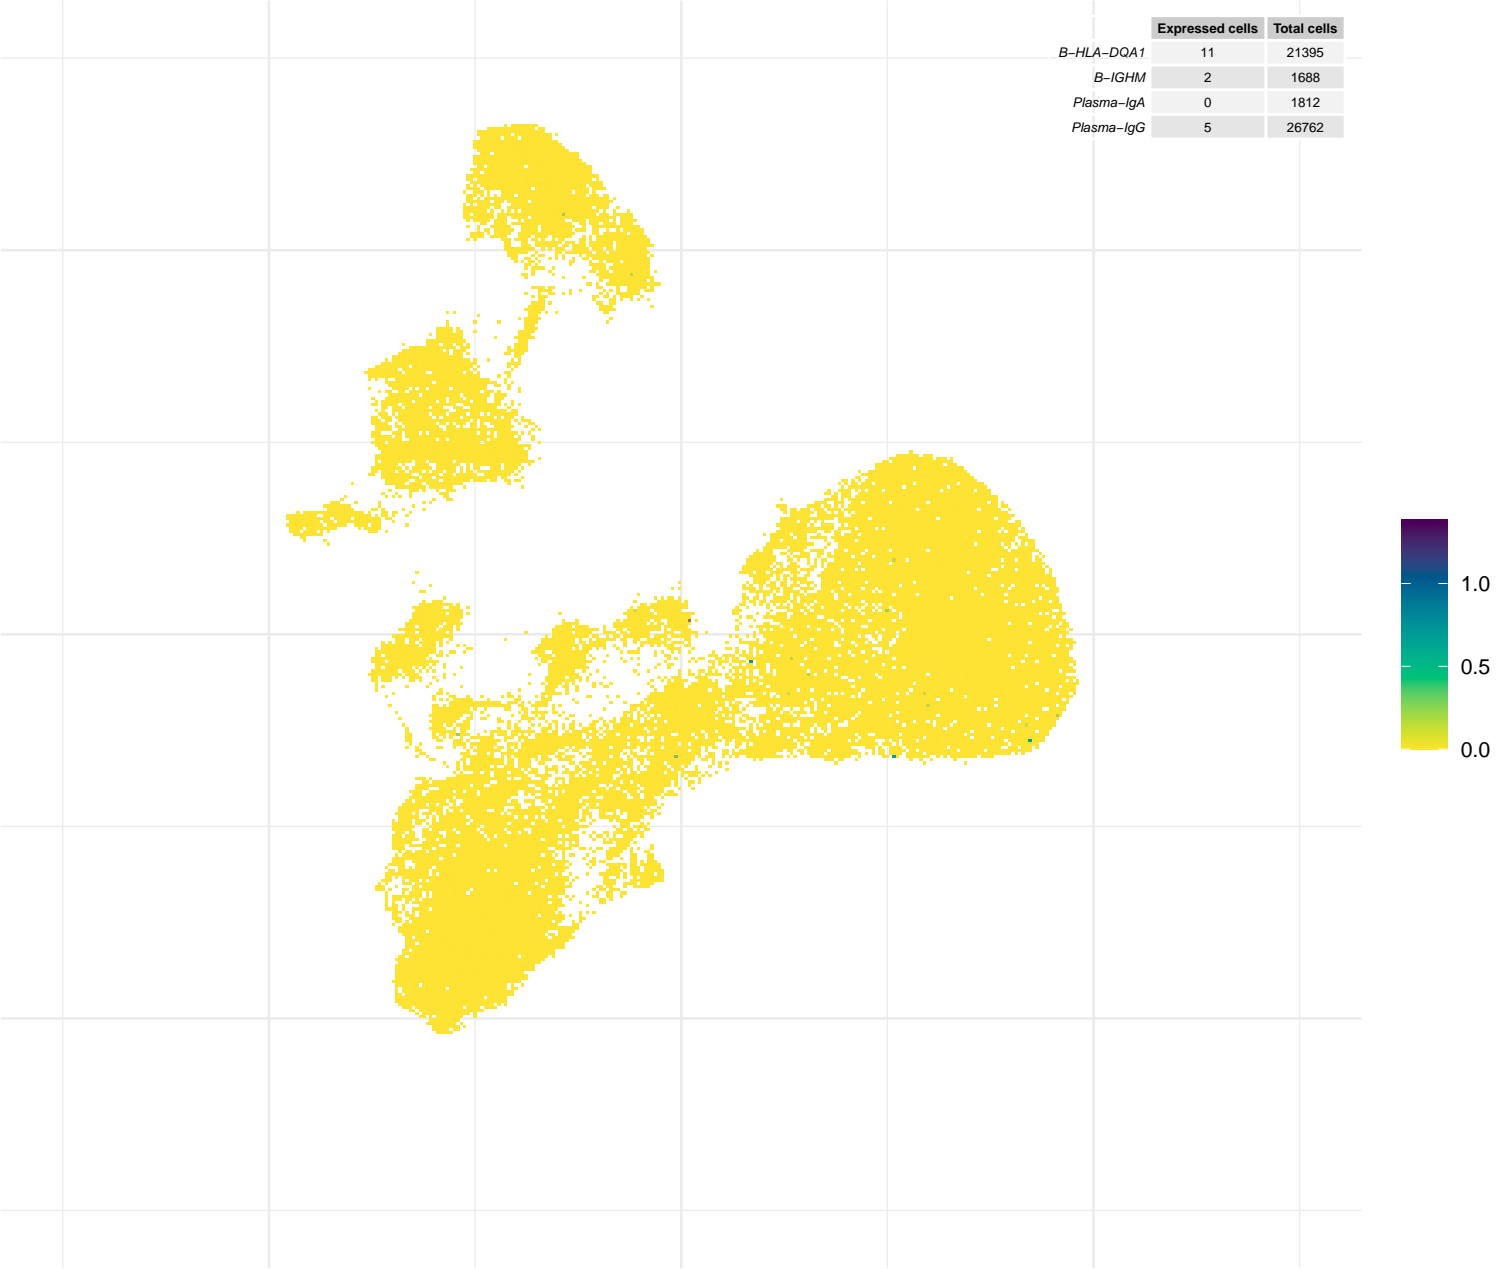 Expressed cells Total cells
B–HLA–DQA1 11 21395
B–IGHM 2 1688
Plasma–IgA 0 1812
Plasma–IgG 5 26762
1.0
0.5
0.0